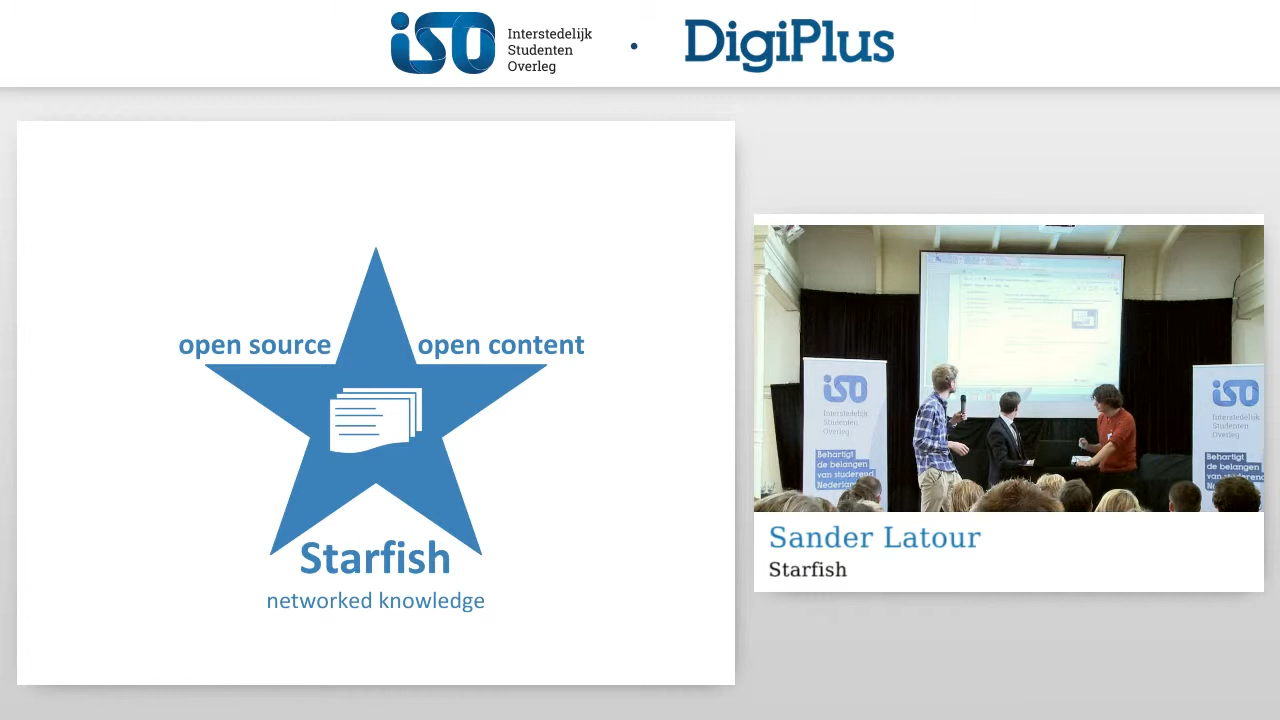 iso
Interstedelijk
Studenten
Overleg
DigiPlus
open source
open content
Starfish
networked knowledge
iso
Interstedelijk
Studenten
Overleg
Behartigt
de belangen
van studerend
Nederland
iso
Interstedelijk
Studenten
Overleg
Behartigt
de belangen
van studerend
Sander Latour
Starfish